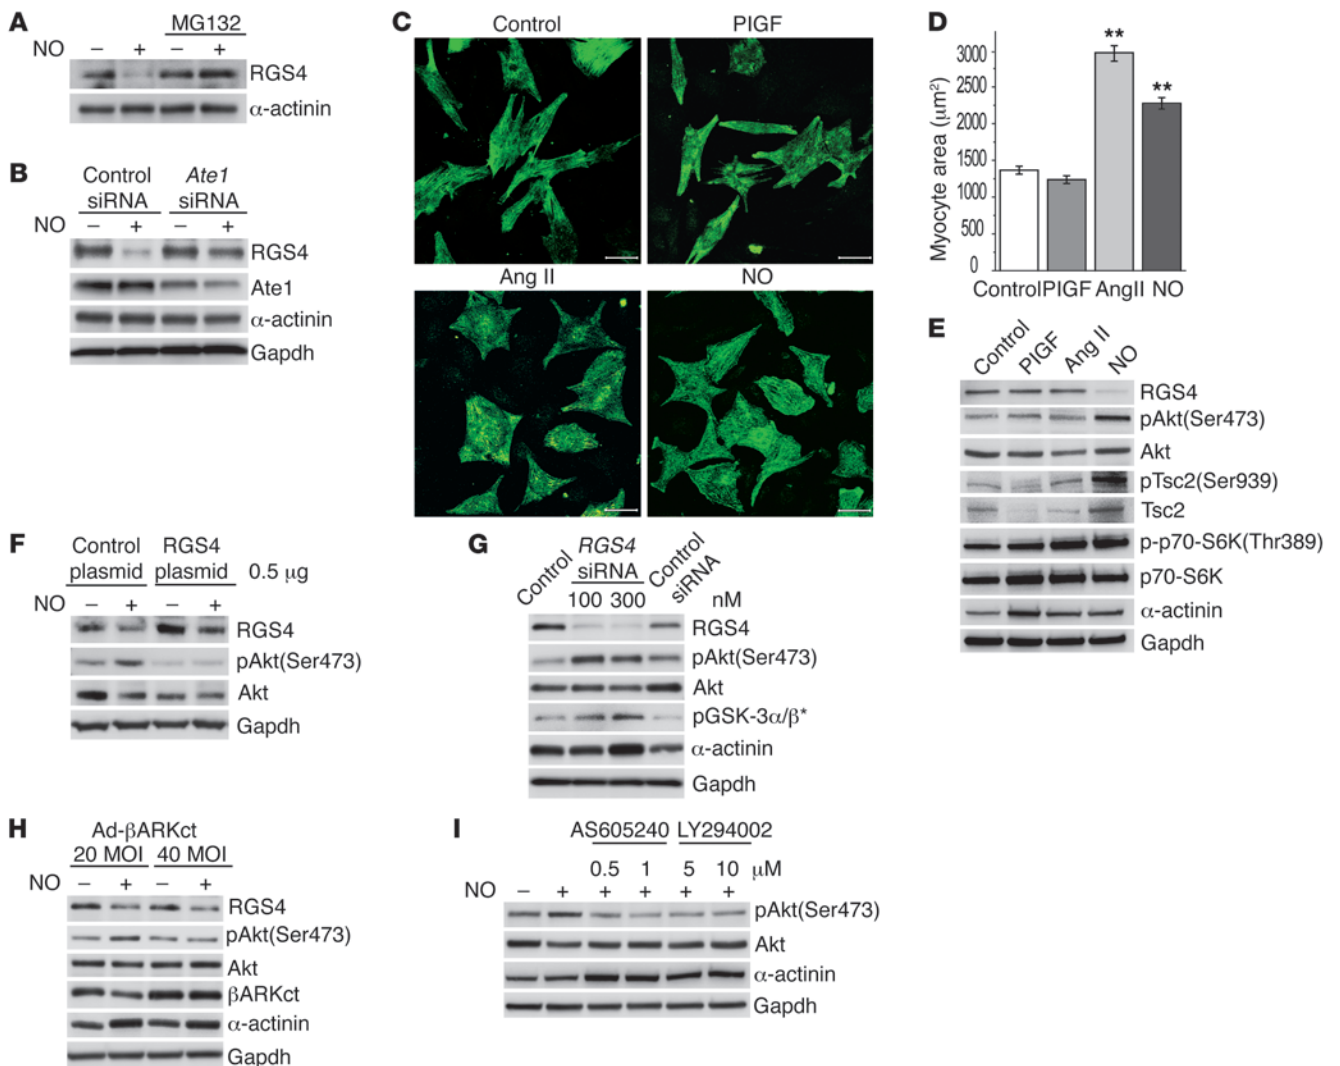 A
MG132
NO − + − +
RGS4
α-actinin
B
Control siRNA
Ate1 siRNA
NO − + − +
RGS4
Ate1
α-actinin
Gapdh
C
Control
PlGF
Ang II
NO
D
**
**
Myocyte area (μm²)
3000
2500
2000
1500
1000
500
0
Control PlGF AngII NO
E
Control PlGF Ang II NO
RGS4
pAkt(Ser473)
Akt
pTsc2(Ser939)
Tsc2
p-p70-S6K(Thr389)
p70-S6K
α-actinin
Gapdh
F
Control plasmid
RGS4 plasmid
0.5 μg
NO − + − +
RGS4
pAkt(Ser473)
Akt
Gapdh
G
Control
RGS4 siRNA
Control siRNA
100 300 nM
RGS4
pAkt(Ser473)
Akt
pGSK-3α/β*
α-actinin
Gapdh
H
Ad-βARKct
20 MOI 40 MOI
NO − + − +
RGS4
pAkt(Ser473)
Akt
βARKct
α-actinin
Gapdh
I
AS605240 LY294002
0.5 1 5 10 μM
NO − + + + + +
pAkt(Ser473)
Akt
α-actinin
Gapdh